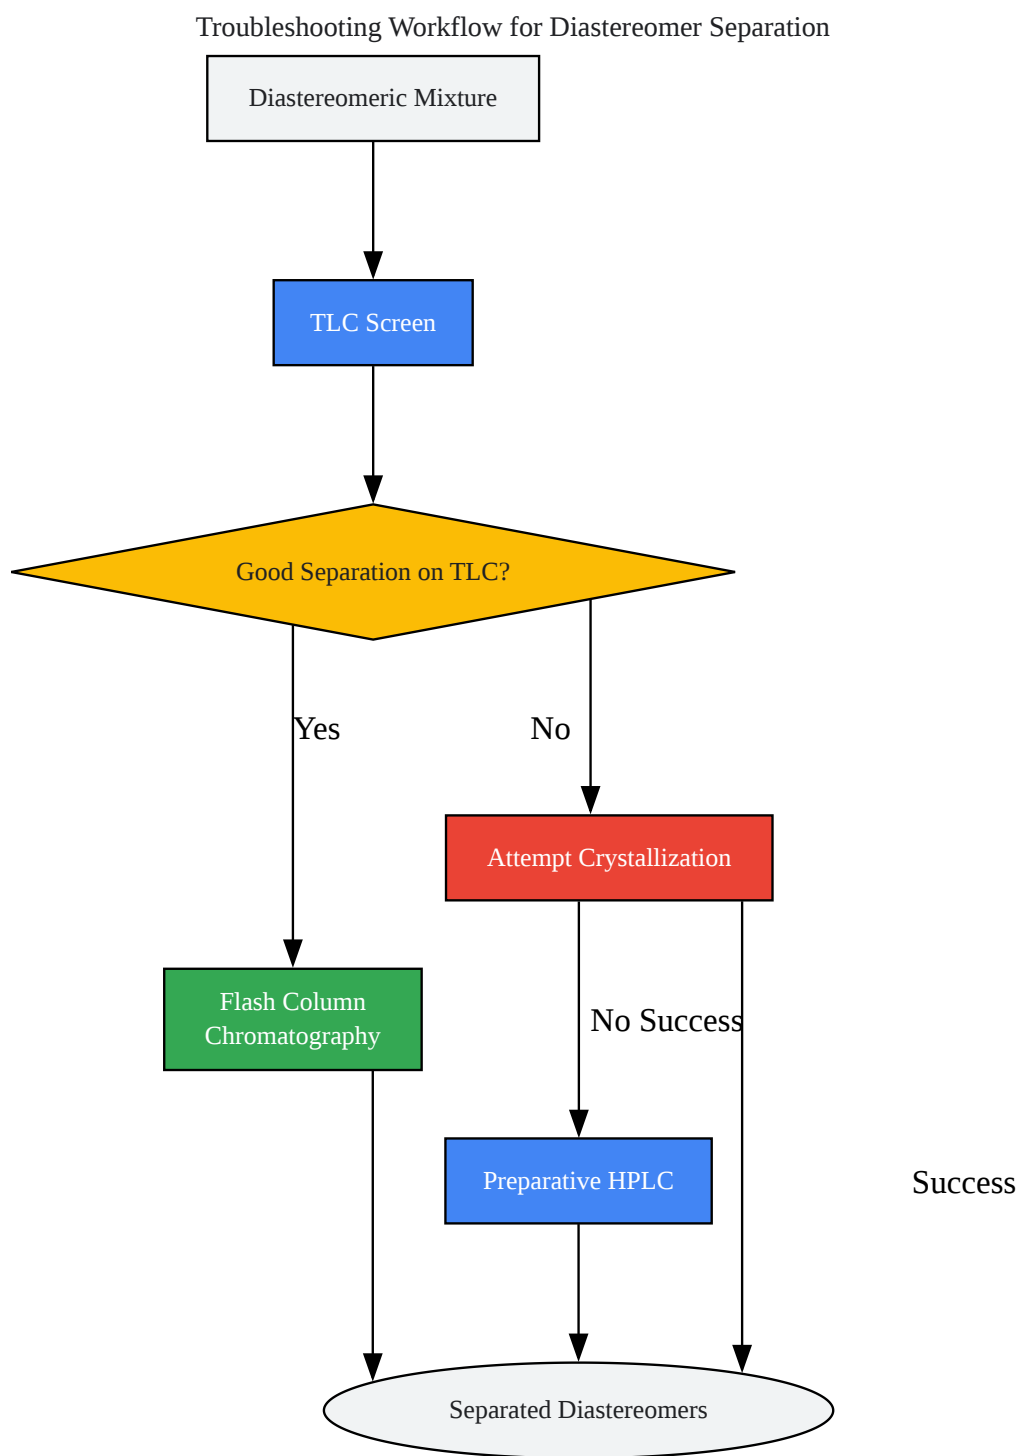 Troubleshooting Workflow for Diastereomer Separation
Diastereomeric Mixture
TLC Screen
Good Separation on TLC?
Yes
No
Attempt Crystallization
Flash Column
Chromatography
No Success
Preparative HPLC
Success
Separated Diastereomers